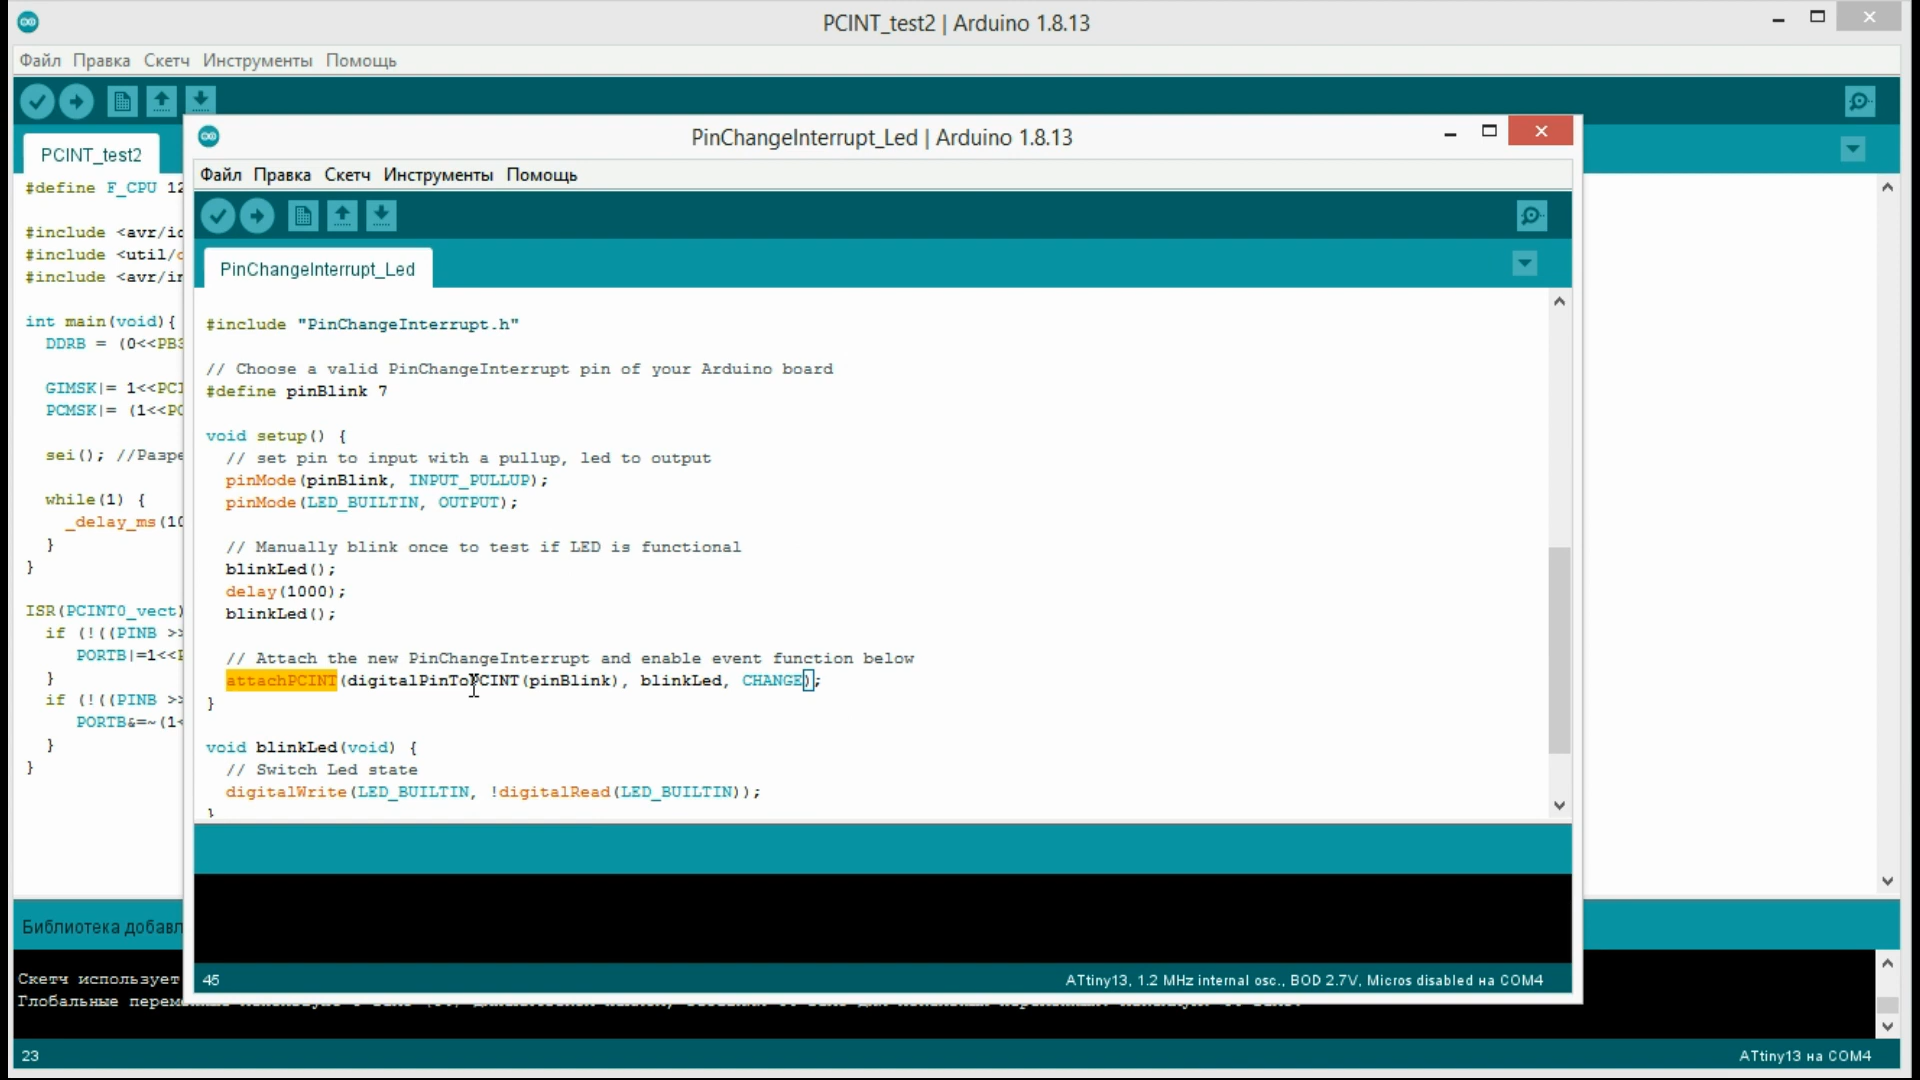 PCINT_test2 | Arduino 1.8.13
Файл Правка Скетч Инструменты Помощь
PCINT_test2
#define F_CPU 12
#include <avr/io
#include <util/
#include <avr/in
int main(void){
DDRB = (0<<PB3
GIMSK|= 1<<PCI
PCMSK|= (1<<PC
sei(); //Разре
while(1) {
_delay_ms(10
}
}
ISR(PCINT0_vect)
if (!((PINB >>
PORTB|=1<<
}
if (!((PINB >>
PORTB&=~(1<
}
}
Библиотека добавл
Скетч использует
Глобальные
23
ATtiny13 на COM4
PinChangeInterrupt_Led | Arduino 1.8.13
Файл Правка Скетч Инструменты Помощь
PinChangeInterrupt_Led
#include "PinChangeInterrupt.h"
// Choose a valid PinChangeInterrupt pin of your Arduino board
#define pinBlink 7
void setup() {
// set pin to input with a pullup, led to output
pinMode(pinBlink, INPUT_PULLUP);
pinMode(LED_BUILTIN, OUTPUT);
// Manually blink once to test if LED is functional
blinkLed();
delay(1000);
blinkLed();
// Attach the new PinChangeInterrupt and enable event function below
attachPCINT(digitalPinToPCINT(pinBlink), blinkLed, CHANGE);
}
void blinkLed(void) {
// Switch Led state
digitalWrite(LED_BUILTIN, !digitalRead(LED_BUILTIN));
}
45
ATtiny13, 1.2 MHz internal osc., BOD 2.7V, Micros disabled на COM4